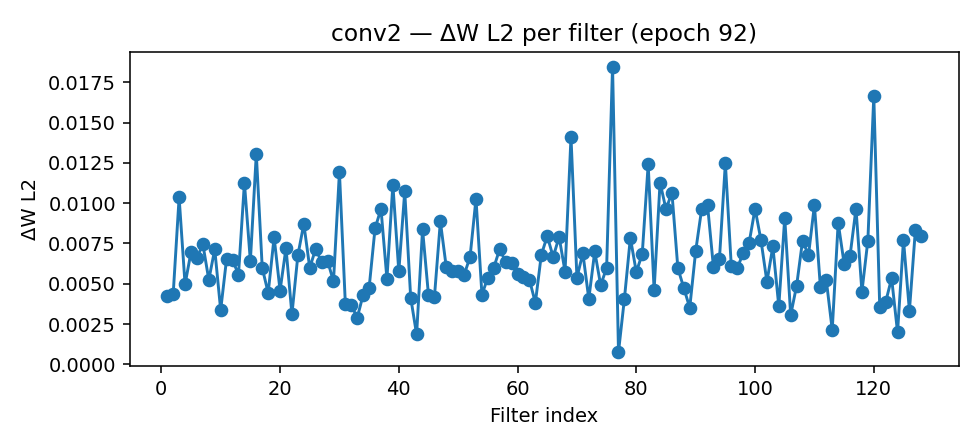 conv2 — ΔW L2 per filter (epoch 92)
0.0175
0.0150
0.0125
0.0100
0.0075
0.0050
0.0025
0.0000
ΔW L2
0 20 40 60 80 100 120
Filter index